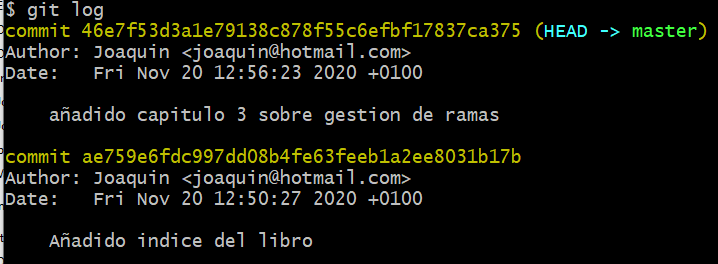 $ git log
commit 46e7f53d3a1e79138c878f55c6efbf17837ca375 (HEAD -> master)
Author: Joaquin <joaquin@hotmail.com>
Date:   Fri Nov 20 12:56:23 2020 +0100
añadido capitulo 3 sobre gestion de ramas
commit ae759e6fdc997dd08b4fe63feeb1a2ee8031b17b
Author: Joaquin <joaquin@hotmail.com>
Date:   Fri Nov 20 12:50:27 2020 +0100
Añadido indice del libro